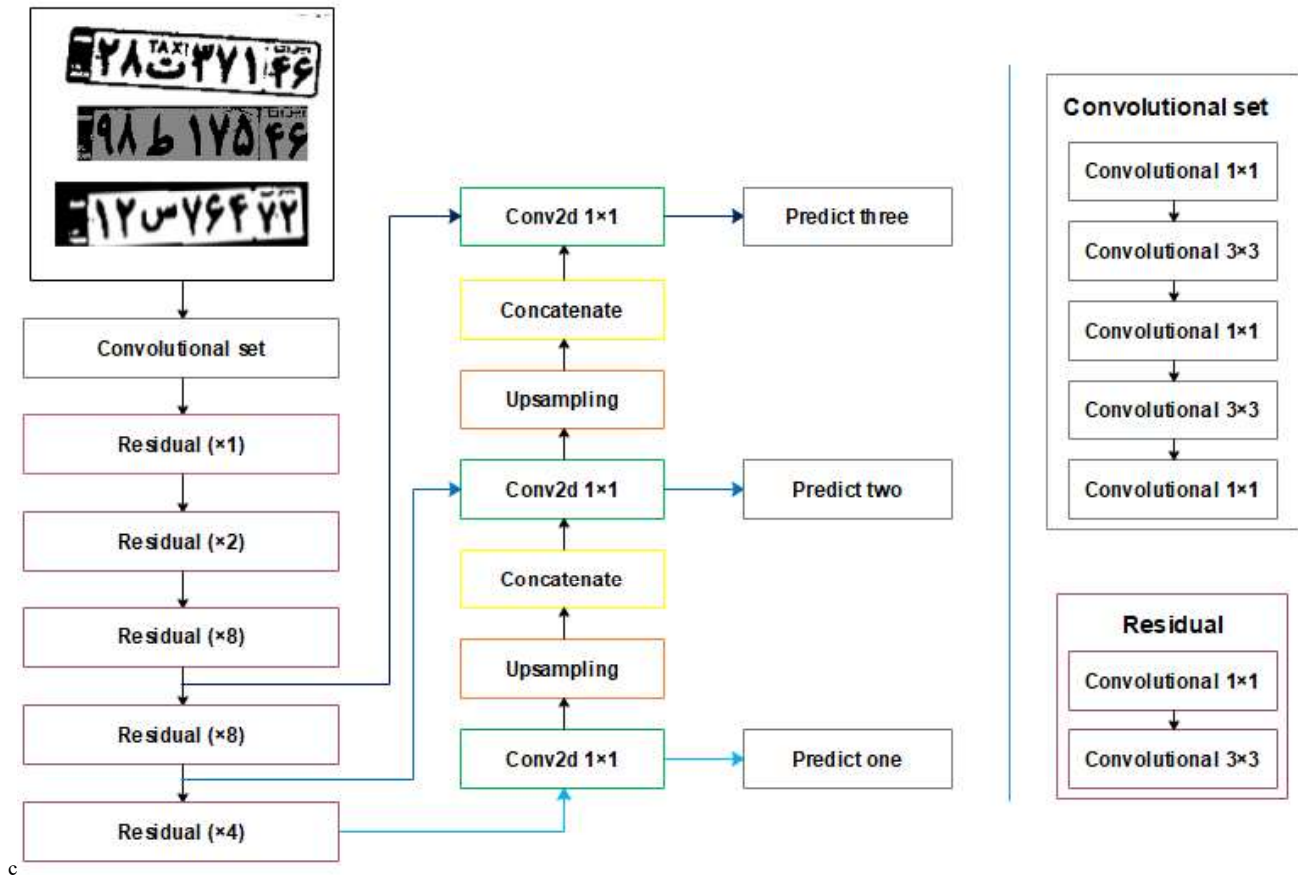 ۲۸ ت ۳۷۱ ۴۶
TAXI
۹۸ ط ۱۷۵ ۴۶
۱۲ س ۷۶۴ ۷۲
Convolutional set
Residual (×1)
Residual (×2)
Residual (×8)
Residual (×8)
Residual (×4)
c
Conv2d 1×1
Predict three
Concatenate
Upsampling
Conv2d 1×1
Predict two
Concatenate
Upsampling
Conv2d 1×1
Predict one
Convolutional set
Convolutional 1×1
Convolutional 3×3
Convolutional 1×1
Convolutional 3×3
Convolutional 1×1
Residual
Convolutional 1×1
Convolutional 3×3